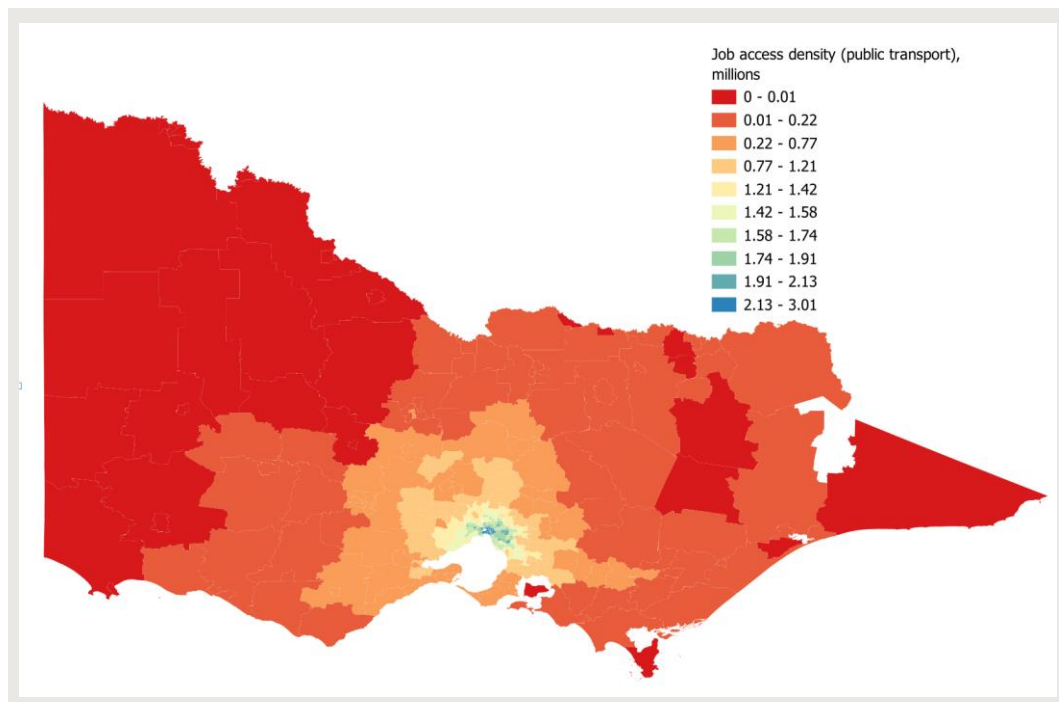 Job access density (public transport),
millions
0 - 0.01
0.01 - 0.22
0.22 - 0.77
0.77 - 1.21
1.21 - 1.42
1.42 - 1.58
1.58 - 1.74
1.74 - 1.91
1.91 - 2.13
2.13 - 3.01